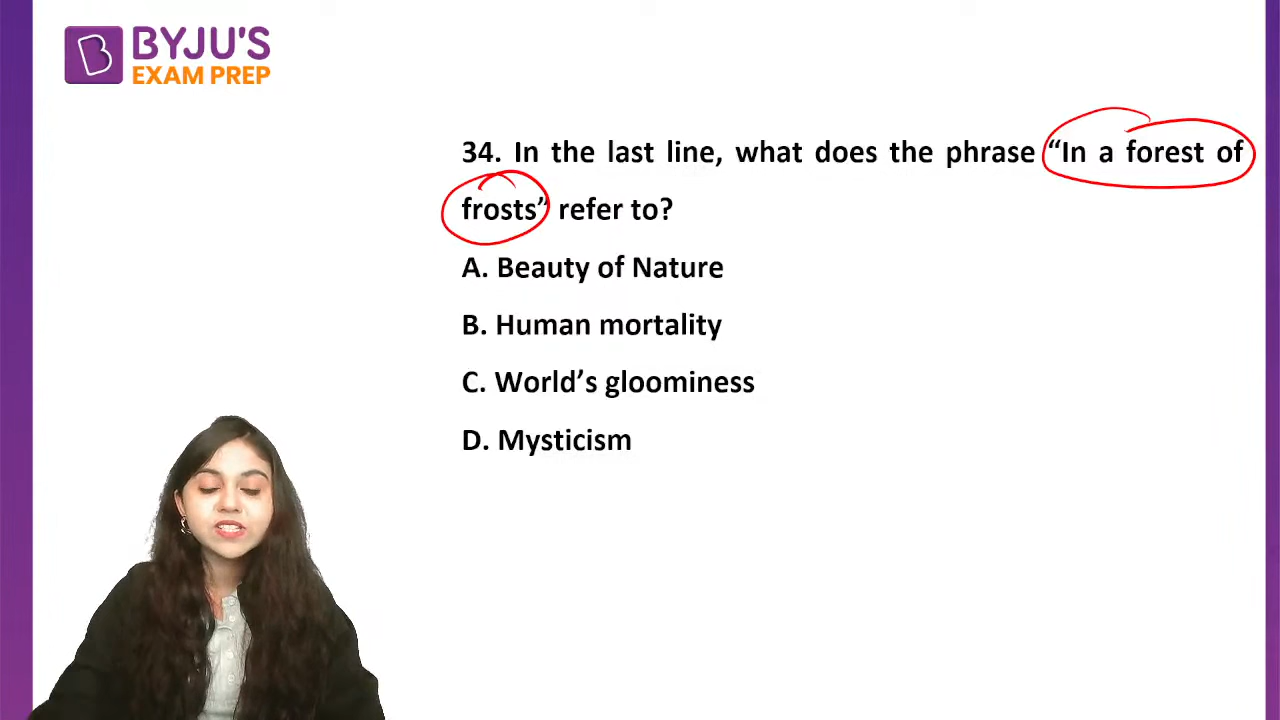 BYJU'S
EXAM PREP
34. In the last line, what does the phrase “In a forest of
frosts” refer to?
A. Beauty of Nature
B. Human mortality
C. World’s gloominess
D. Mysticism